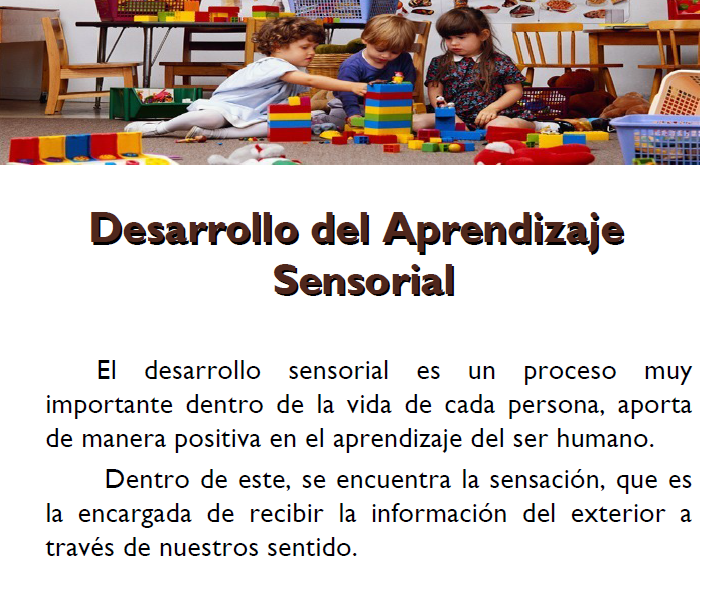 Desarrollo del Aprendizaje
Sensorial
El desarrollo sensorial es un proceso muy
importante dentro de la vida de cada persona, aporta
de manera positiva en el aprendizaje del ser humano.
Dentro de este, se encuentra la sensación, que es
la encargada de recibir la información del exterior a
través de nuestros sentido.